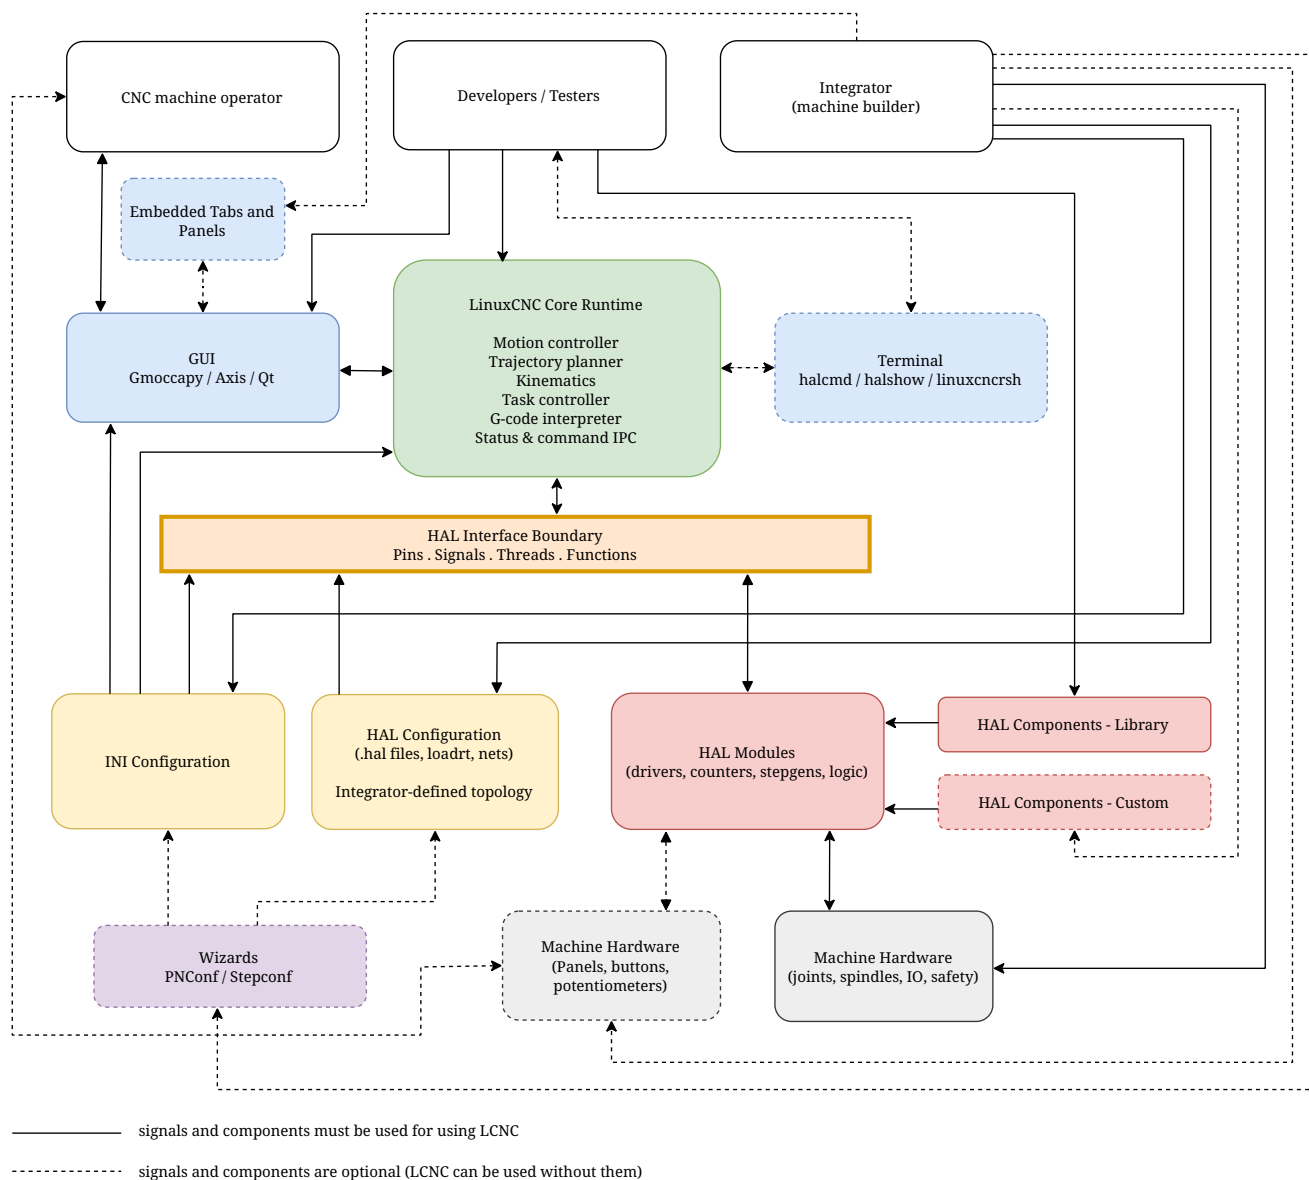 CNC machine operator
Developers / Testers
Integrator
(machine builder)
Embedded Tabs and
Panels
GUI
Gmoccapy / Axis / Qt
LinuxCNC Core Runtime
Motion controller
Trajectory planner
Kinematics
Task controller
G-code interpreter
Status & command IPC
Terminal
halcmd / halshow / linuxcncrsh
HAL Interface Boundary
Pins . Signals . Threads . Functions
INI Configuration
HAL Configuration
(.hal files, loadrt, nets)
Integrator-defined topology
HAL Modules
(drivers, counters, stepgens, logic)
HAL Components - Library
HAL Components - Custom
Wizards
PNConf / Stepconf
Machine Hardware
(Panels, buttons,
potentiometers)
Machine Hardware
(joints, spindles, IO, safety)
signals and components must be used for using LCNC
signals and components are optional (LCNC can be used without them)